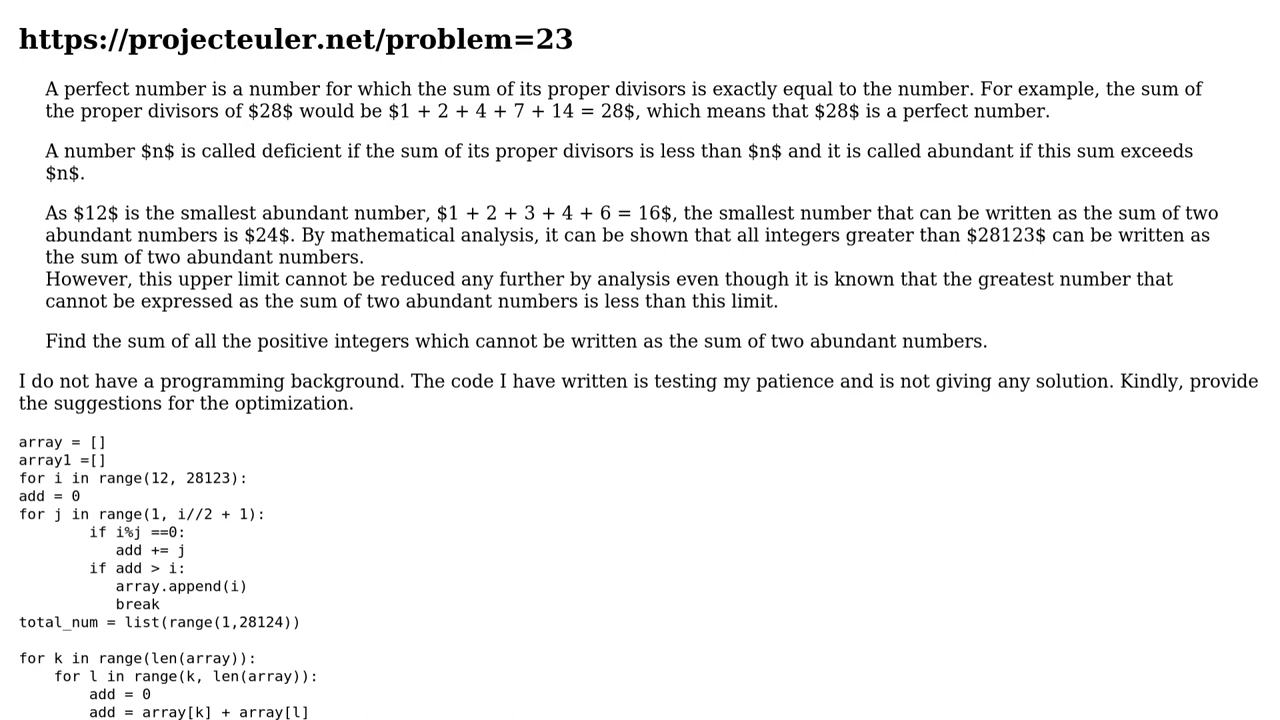 https://projecteuler.net/problem=23
A perfect number is a number for which the sum of its proper divisors is exactly equal to the number. For example, the sum of
the proper divisors of $28$ would be $1 + 2 + 4 + 7 + 14 = 28$, which means that $28$ is a perfect number.
A number $n$ is called deficient if the sum of its proper divisors is less than $n$ and it is called abundant if this sum exceeds
$n$.
As $12$ is the smallest abundant number, $1 + 2 + 3 + 4 + 6 = 16$, the smallest number that can be written as the sum of two
abundant numbers is $24$. By mathematical analysis, it can be shown that all integers greater than $28123$ can be written as
the sum of two abundant numbers.
However, this upper limit cannot be reduced any further by analysis even though it is known that the greatest number that
cannot be expressed as the sum of two abundant numbers is less than this limit.
Find the sum of all the positive integers which cannot be written as the sum of two abundant numbers.
I do not have a programming background. The code I have written is testing my patience and is not giving any solution. Kindly, provide
the suggestions for the optimization.
array = []
array1 =[]
for i in range(12, 28123):
add = 0
for j in range(1, i//2 + 1):
        if i%j ==0:
           add += j
        if add > i:
           array.append(i)
           break
total_num = list(range(1,28124))
for k in range(len(array)):
    for l in range(k, len(array)):
        add = 0
        add = array[k] + array[l]